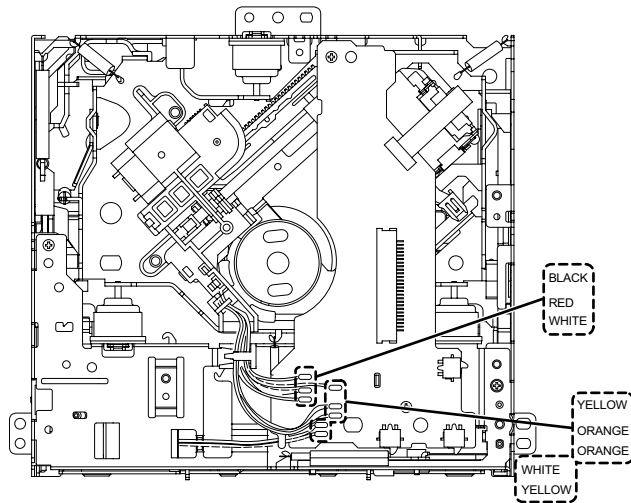 BLACK
RED
WHITE
YELLOW
ORANGE
ORANGE
WHITE
YELLOW